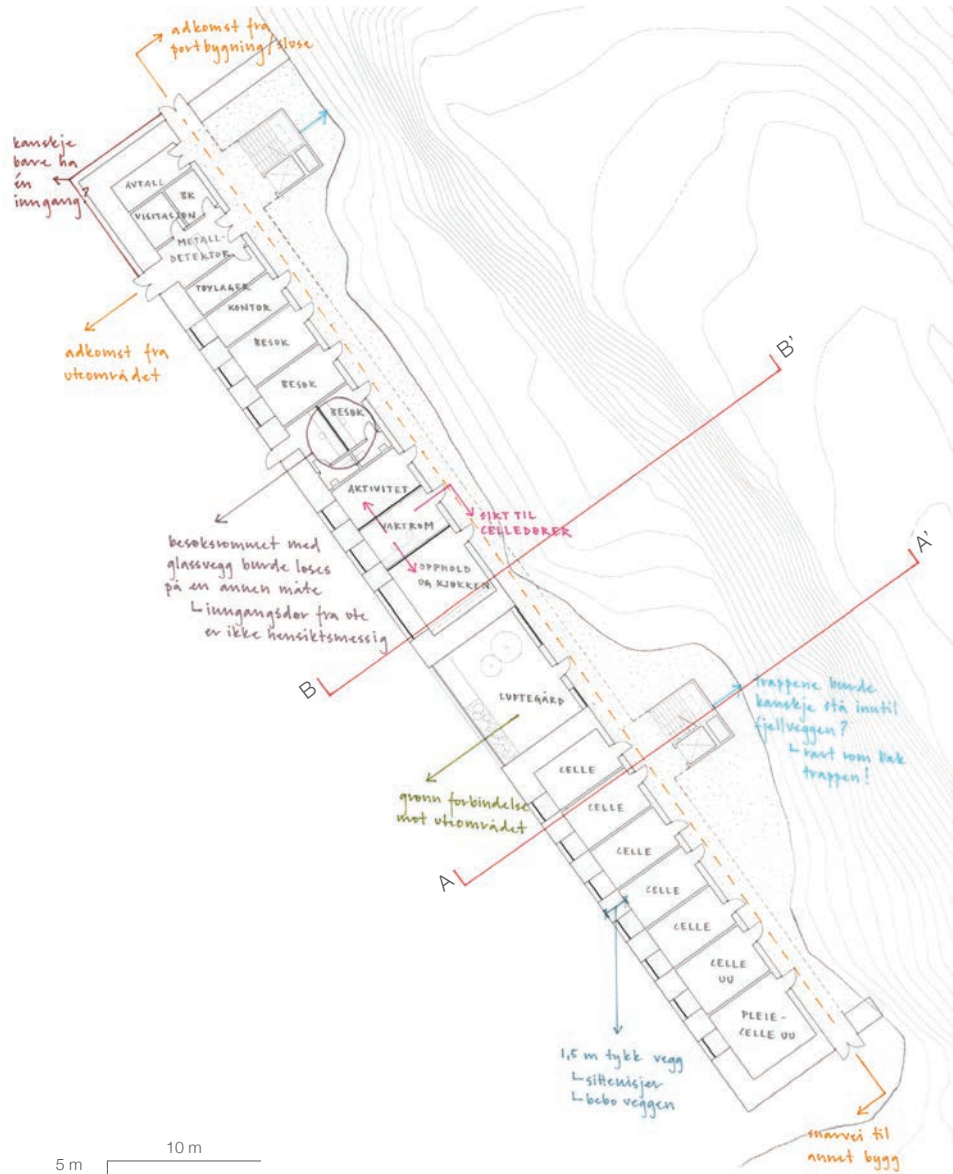 adkomst fra
portbygning/sluse
kanskje
bare ha
én
inngang?
AVFALL
BK
VISITASJON
METALL-
DETEKTOR
TØYLAGER
KONTOR
BESØK
BESØK
BESØK
adkomst fra
uteområdet
AKTIVITET
VAKTROM
SIKT TIL
CELLEDØRER
OPPHOLD
OG KJØKKEN
besøksrommet med
glassvegg burde løses
på en annen måte
inngangsdør fra ute
er ikke hensiktsmessig
B'
A'
B
A
LUFTEGÅRD
trappene burde
kanskje stå inntil
fjellveggen?
rart rom bak
trappen!
grønn forbindelse
mot uteområdet
CELLE
CELLE
CELLE
CELLE
CELLE
CELLE
UU
PLEIE-
CELLE UU
1,5 m tykk vegg
sittenisjer
bebo veggen
snarvei til
annet bygg
10 m
5 m